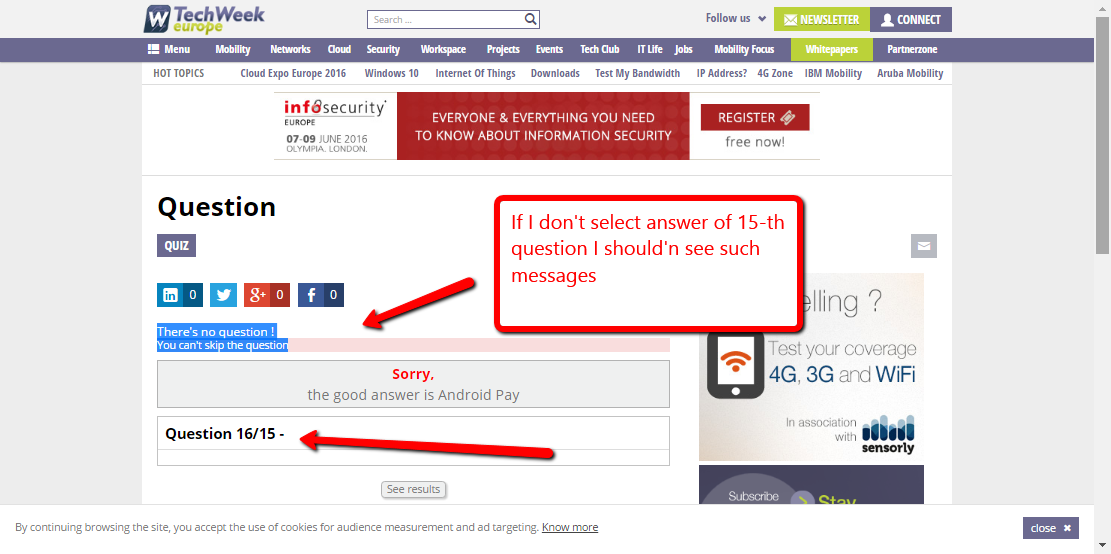 TechWeek
europe
Search ...
Follow us
NEWSLETTER
CONNECT
Menu Mobility Networks Cloud Security Workspace Projects Events Tech Club IT Life Jobs Mobility Focus Whitepapers Partnerzone
HOT TOPICS Cloud Expo Europe 2016 Windows 10 Internet Of Things Downloads Test My Bandwidth IP Address? 4G Zone IBM Mobility Aruba Mobility
infosecurity
EUROPE
07-09 JUNE 2016
OLYMPIA. LONDON.
EVERYONE & EVERYTHING YOU NEED
TO KNOW ABOUT INFORMATION SECURITY
REGISTER
free now!
Question
QUIZ
If I don't select answer of 15-th
question I should'n see such
messages
in 0 0 g+ 0 f 0
There's no question !
You can't skip the question
Sorry,
the good answer is Android Pay
Question 16/15 -
See results
elling ?
Test your coverage
4G, 3G and WiFi
In association
with sensorly
Subscribe
Stay
By continuing browsing the site, you accept the use of cookies for audience measurement and ad targeting. Know more
close ×